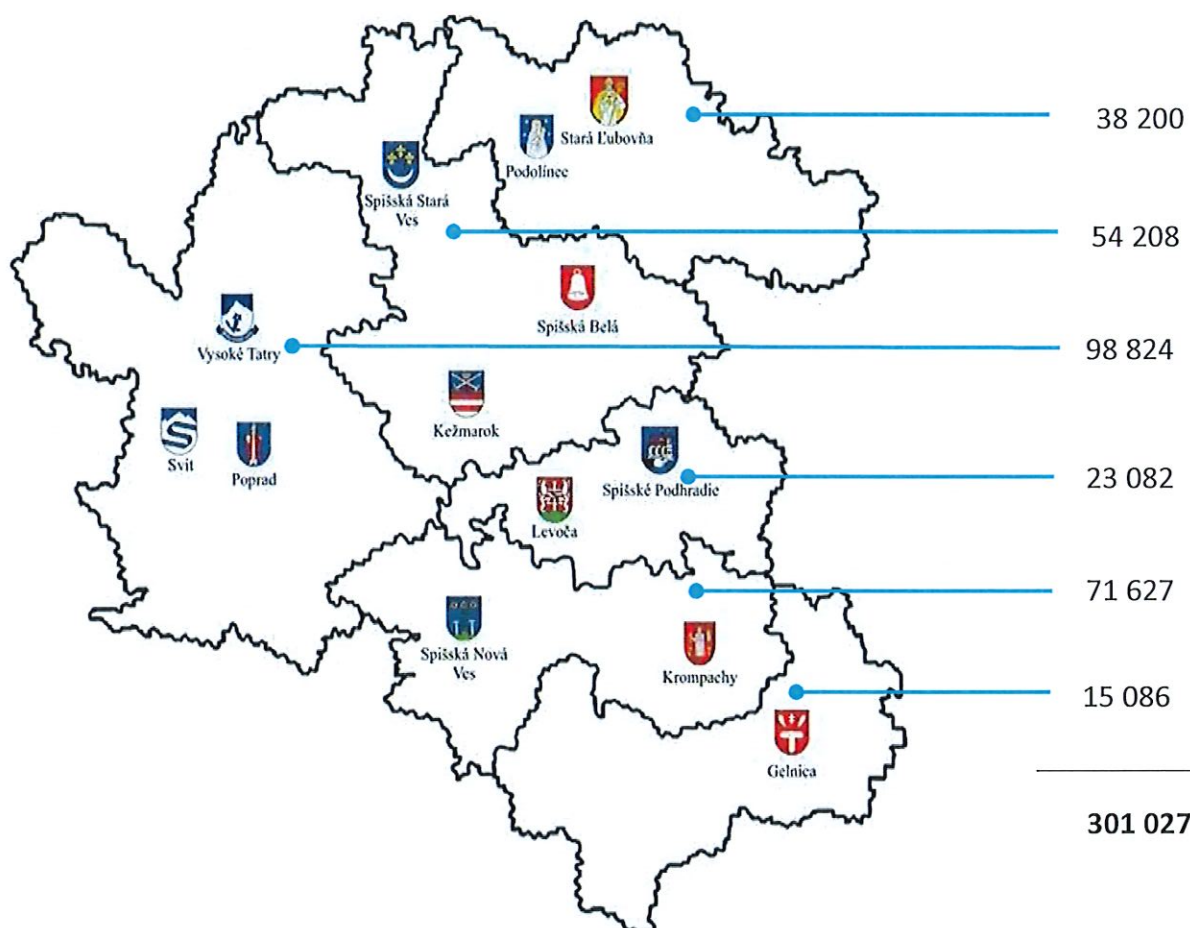 38 200
Stará Ľubovňa
Podolínec
Spišská Stará
Ves
54 208
Spišská Belá
Vysoké Tatry
98 824
Kežmarok
Svit
Poprad
Spišské Podhradie
23 082
Levoča
71 627
Spišská Nová
Ves
Krompachy
15 086
Gelnica
301 027